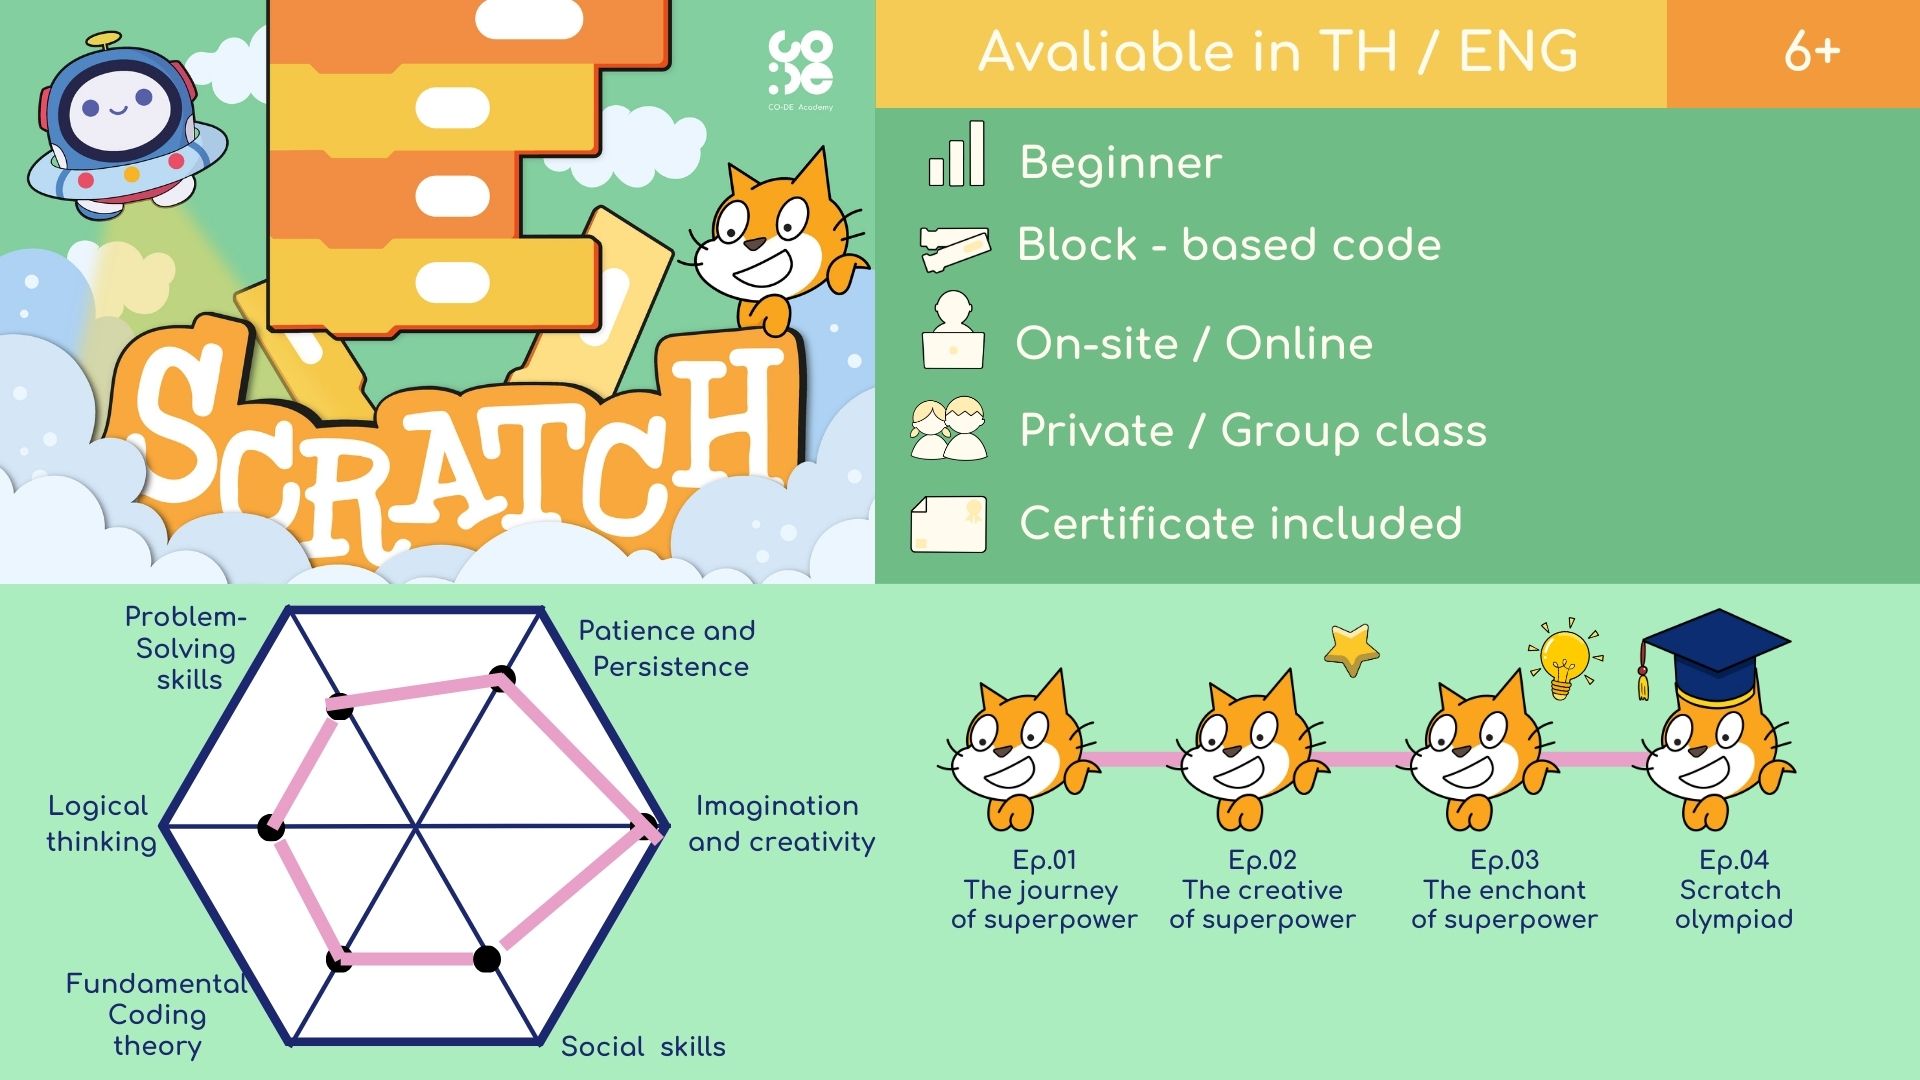 CO:DE
CO-DE Academy
SCRATCH
Avaliable in TH / ENG
6+
Beginner
Block - based code
On-site / Online
Private / Group class
Certificate included
Problem-
Solving
skills
Patience and
Persistence
Logical
thinking
Imagination
and creativity
Fundamental
Coding
theory
Social skills
Ep.01
The journey
of superpower
Ep.02
The creative
of superpower
Ep.03
The enchant
of superpower
Ep.04
Scratch
olympiad